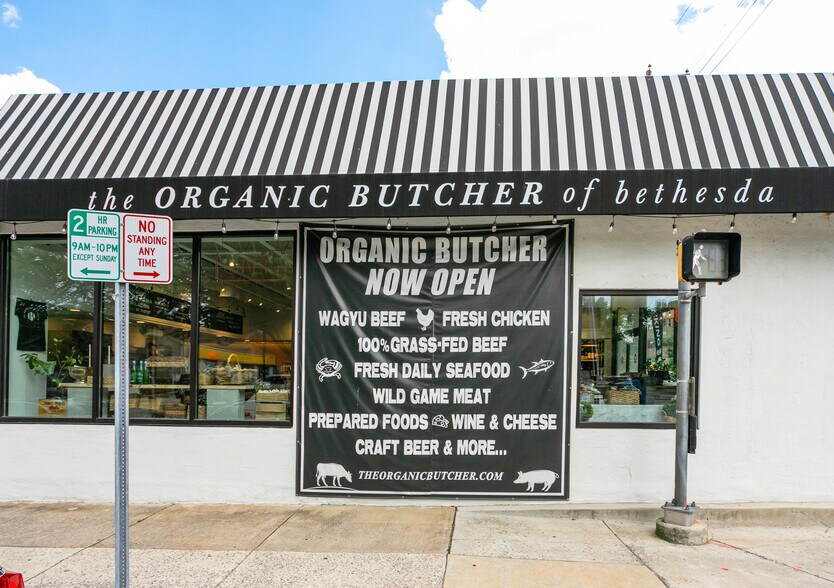 the ORGANIC BUTCHER of bethesda
2 HR
PARKING
9AM-10PM
EXCEPT SUNDAY
NO
STANDING
ANY
TIME
ORGANIC BUTCHER
NOW OPEN
WAGYU BEEF FRESH CHICKEN
100% GRASS-FED BEEF
FRESH DAILY SEAFOOD
WILD GAME MEAT
PREPARED FOODS WINE & CHEESE
CRAFT BEER & MORE...
THEORGANICBUTCHER.COM